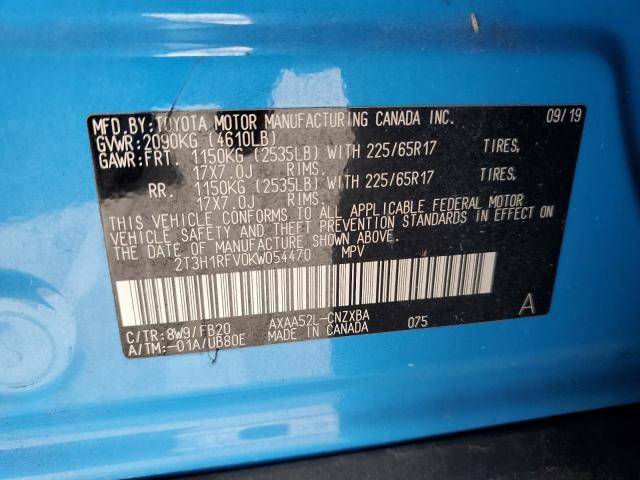 MFD.BY:TOYOTA MOTOR MANUFACTURING CANADA INC. 09/19
GVWR:2090KG (4610LB)
GAWR:FRT. 1150KG (2535LB) WITH 225/65R17 TIRES,
17X7.0J RIMS.
RR. 1150KG (2535LB) WITH 225/65R17 TIRES,
17X7.0J RIMS.
THIS VEHICLE CONFORMS TO ALL APPLICABLE FEDERAL MOTOR
VEHICLE SAFETY AND THEFT PREVENTION STANDARDS IN EFFECT ON
THE DATE OF MANUFACTURE SHOWN ABOVE.
2T3H1RFV0KW054470 MPV
C/TR:8W9/FB20 AXAA52L-CNZXBA 075 A
A/TM:-01A/UB80E MADE IN CANADA